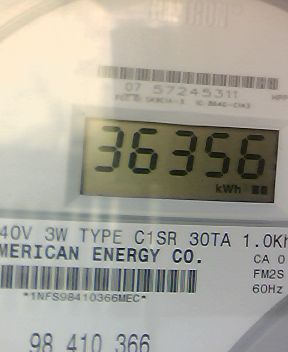 07 57245311
36356
kWh
40V 3W TYPE C1SR 30TA 1.0Kh
MERICAN ENERGY CO.
CA 0
FM2S
60Hz
*1NFS98410366MEC*
98 410 366